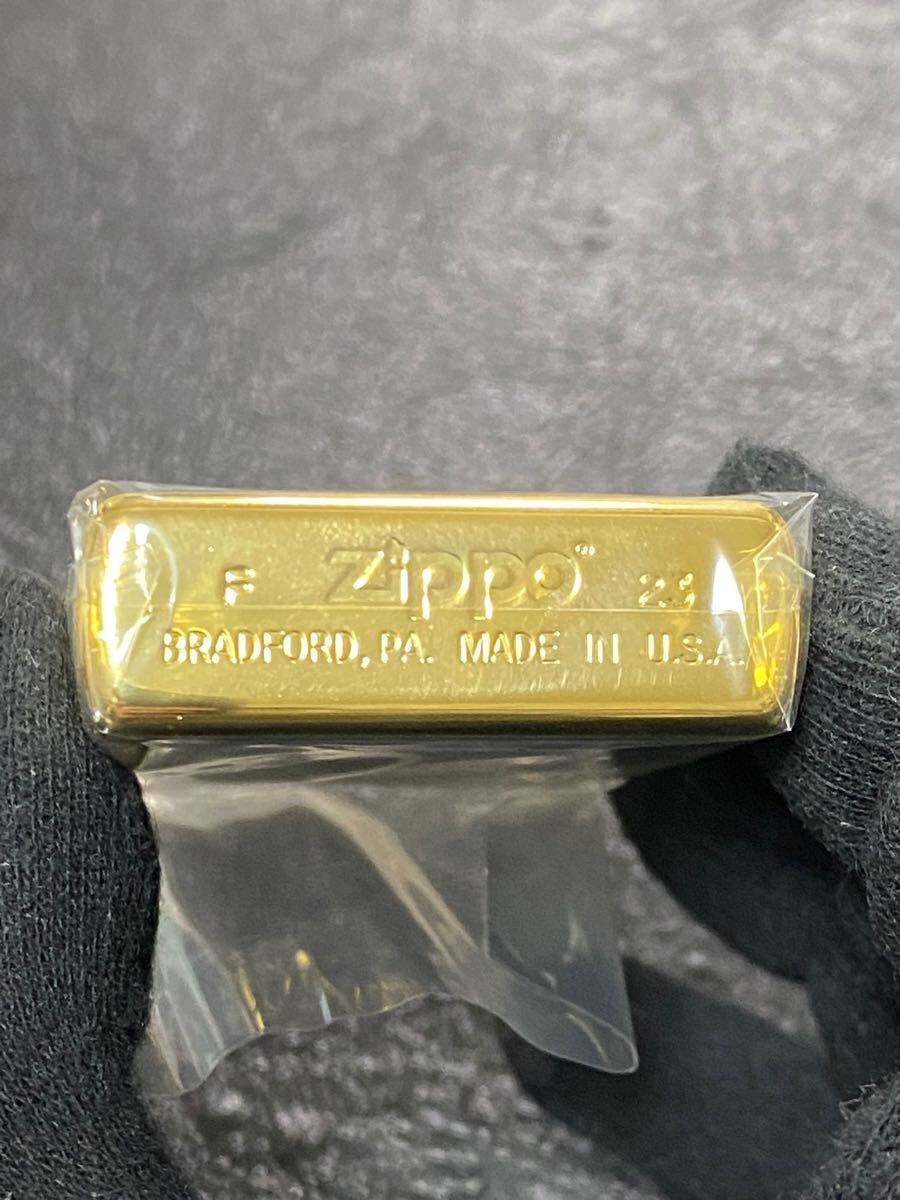 F Zippo® 23
BRADFORD, PA. MADE IN U.S.A.